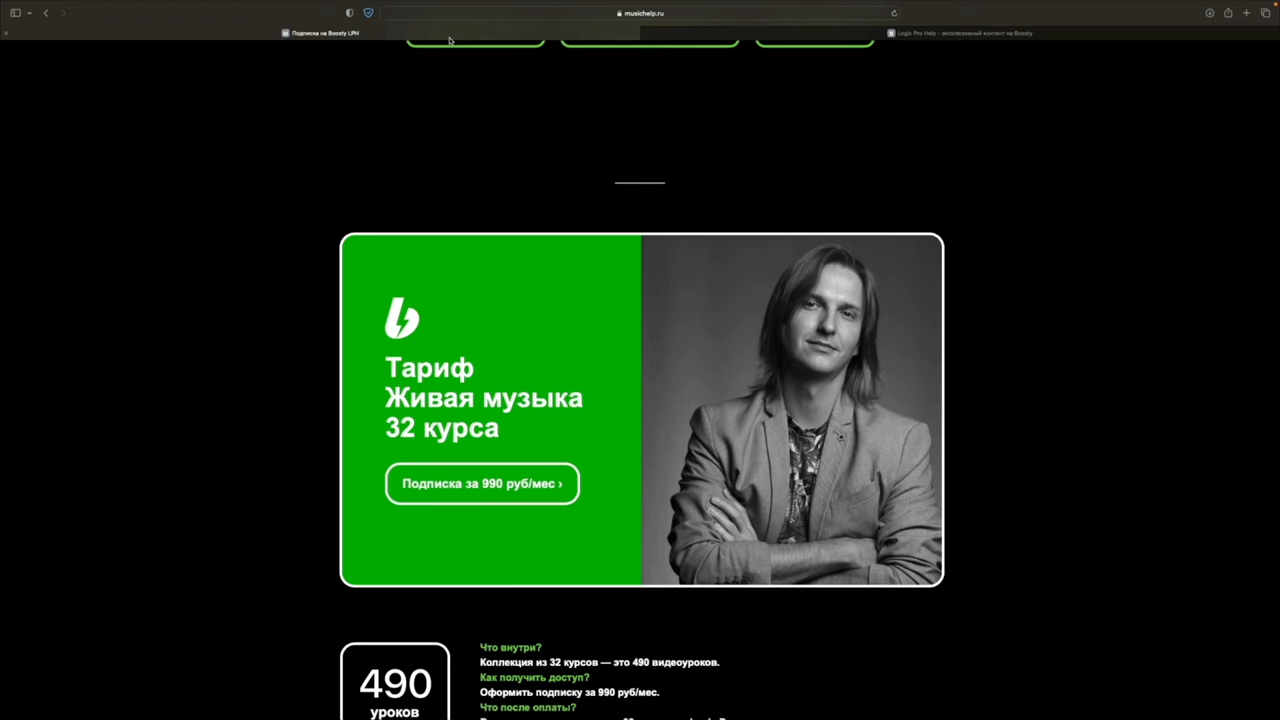 musichelp.ru
Подписка на Boosty LPH
Logic Pro Help - эксклюзивный контент на Boosty
Тариф
Живая музыка
32 курса
Подписка за 990 руб/мес ›
490
уроков
Что внутри?
Коллекция из 32 курсов — это 490 видеоуроков.
Как получить доступ?
Оформить подписку за 990 руб/мес.
Что после оплаты?